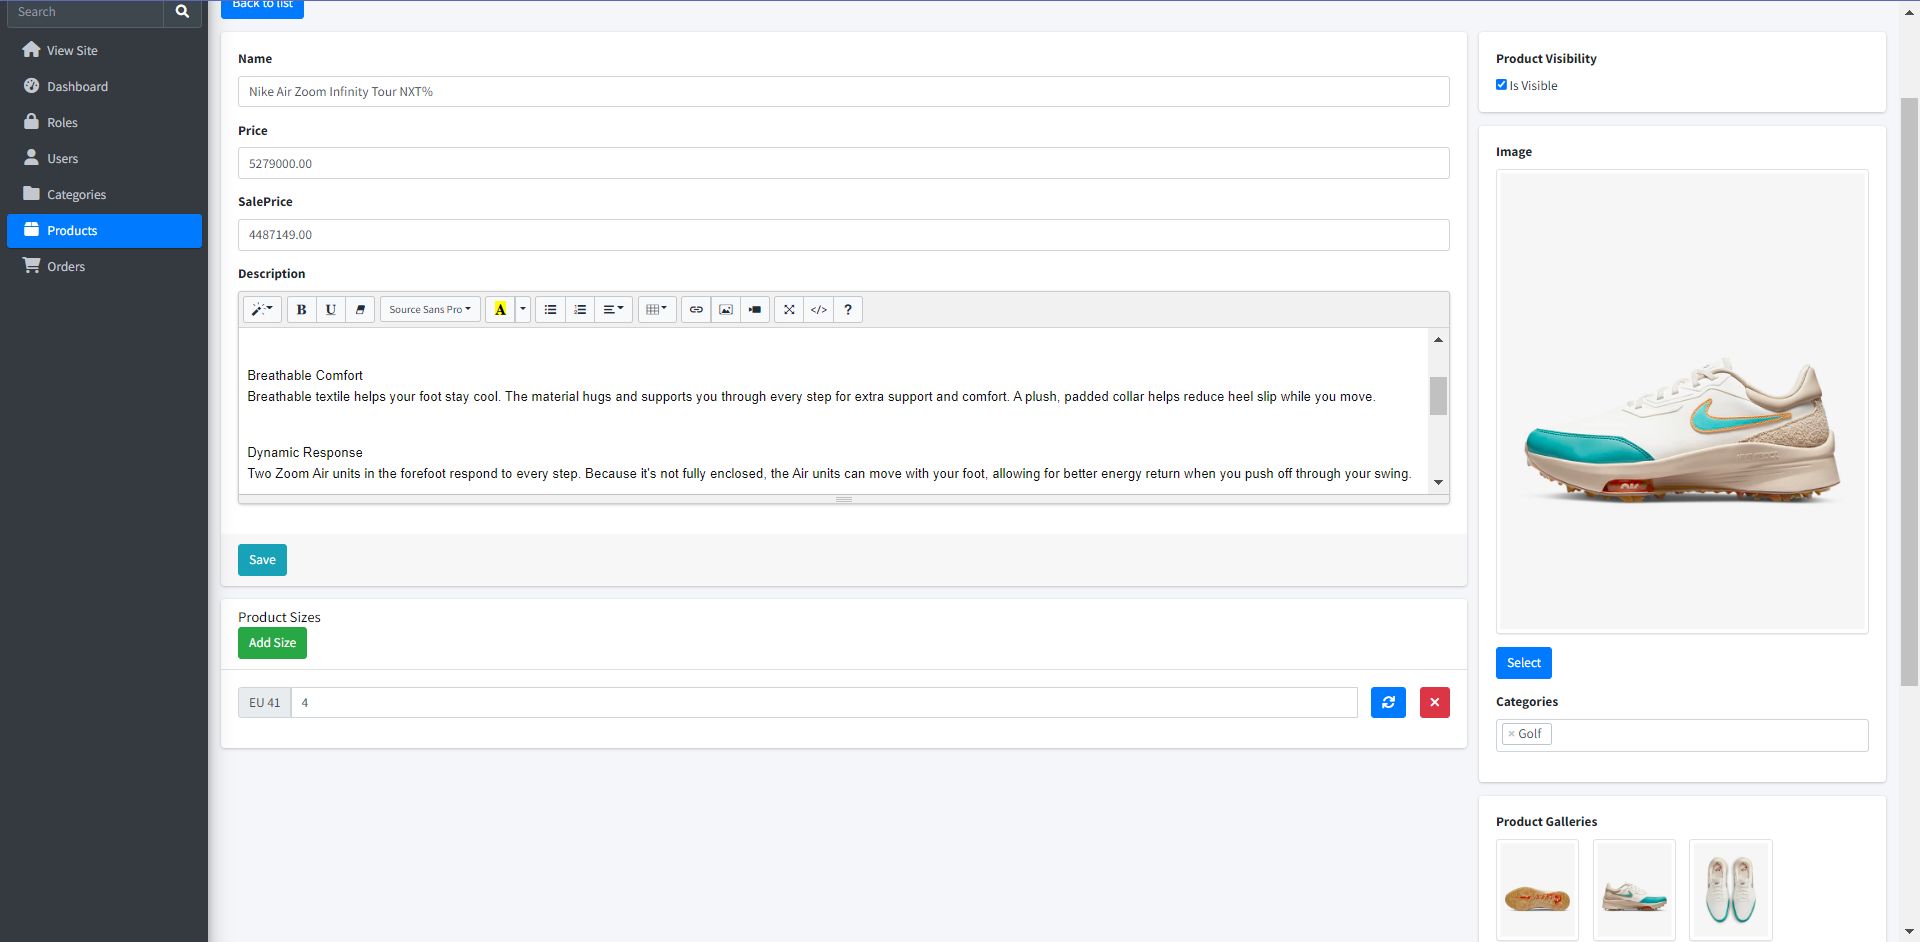 Search
View Site
Dashboard
Roles
Users
Categories
Products
Orders
Back to list
Name
Nike Air Zoom Infinity Tour NXT%
Price
5279000.00
SalePrice
4487149.00
Description
B U Source Sans Pro A </> ?
Breathable Comfort
Breathable textile helps your foot stay cool. The material hugs and supports you through every step for extra support and comfort. A plush, padded collar helps reduce heel slip while you move.
Dynamic Response
Two Zoom Air units in the forefoot respond to every step. Because it's not fully enclosed, the Air units can move with your foot, allowing for better energy return when you push off through your swing.
Save
Product Sizes
Add Size
EU 41 4
Product Visibility
Is Visible
Image
Select
Categories
× Golf
Product Galleries